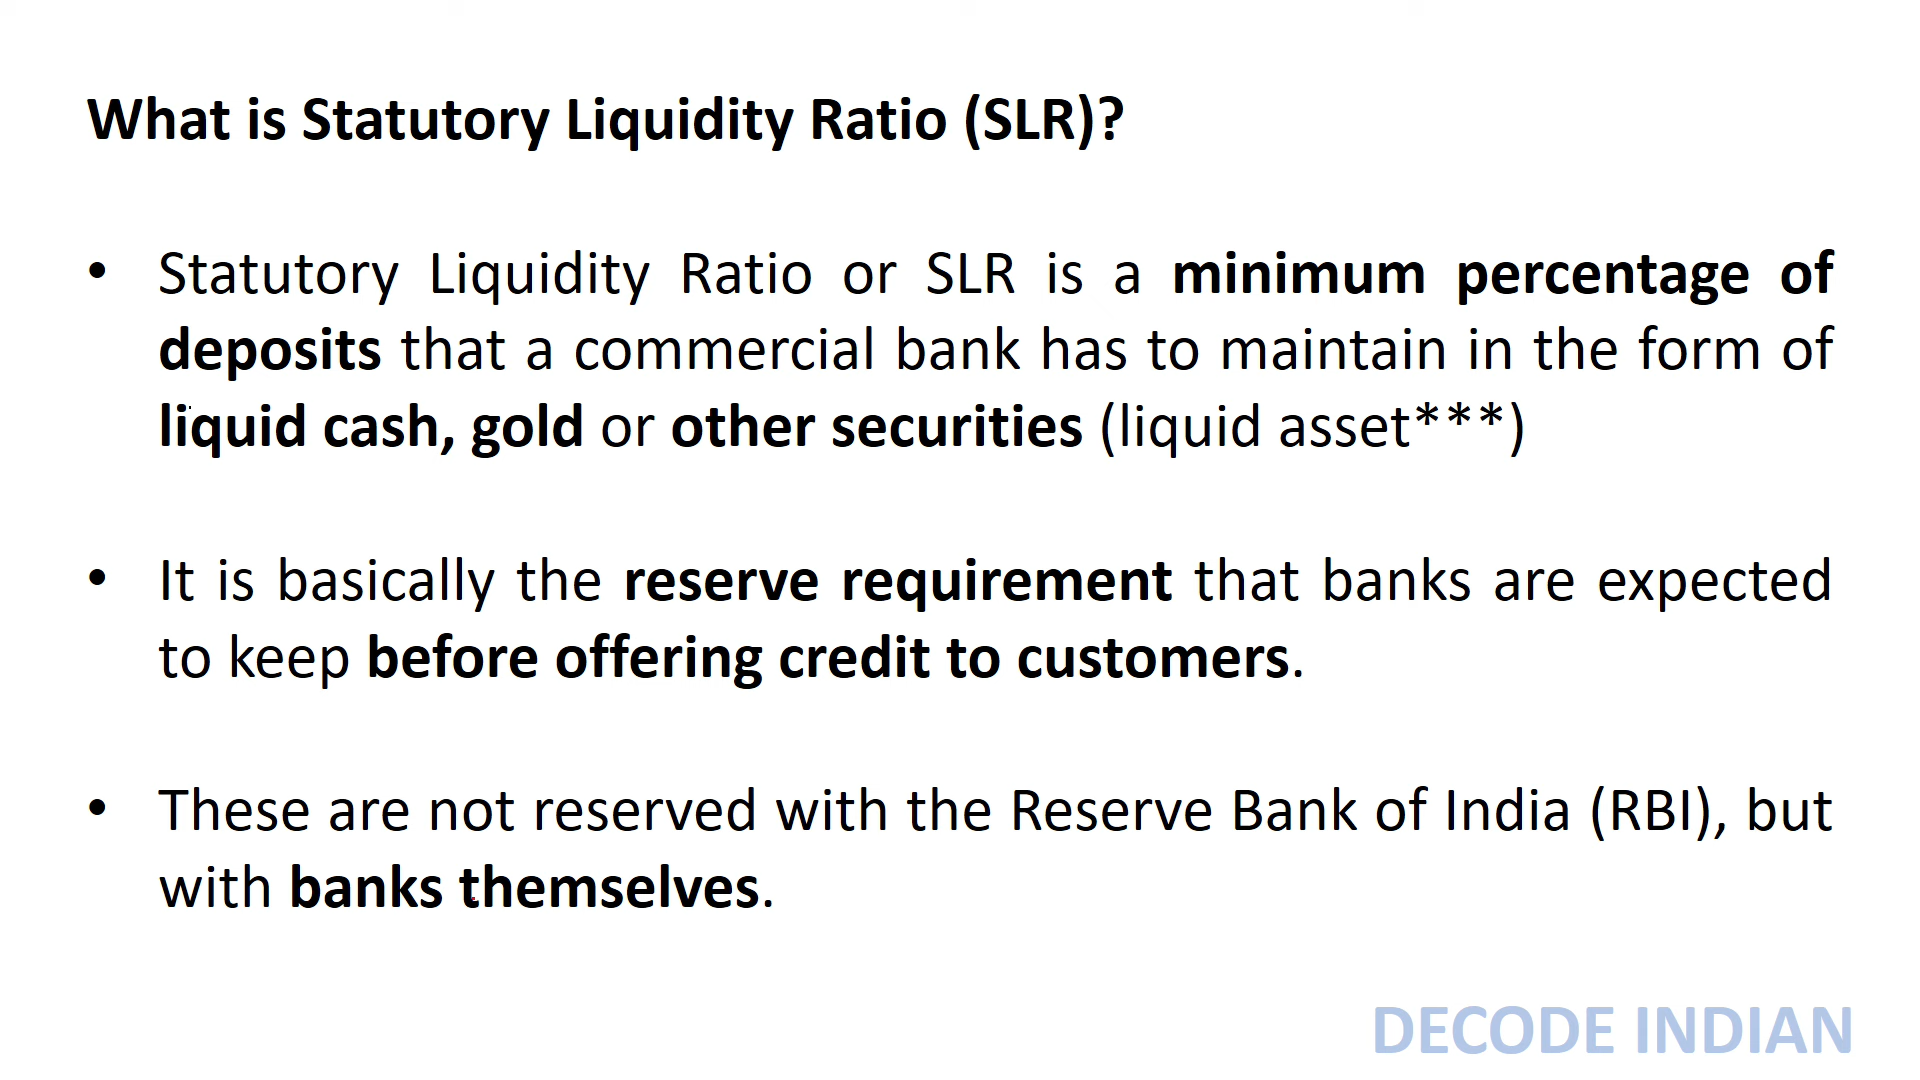 What is Statutory Liquidity Ratio (SLR)?
• Statutory Liquidity Ratio or SLR is a minimum percentage of
deposits that a commercial bank has to maintain in the form of
liquid cash, gold or other securities (liquid asset***)
• It is basically the reserve requirement that banks are expected
to keep before offering credit to customers.
• These are not reserved with the Reserve Bank of India (RBI), but
with banks themselves.
DECODE INDIAN